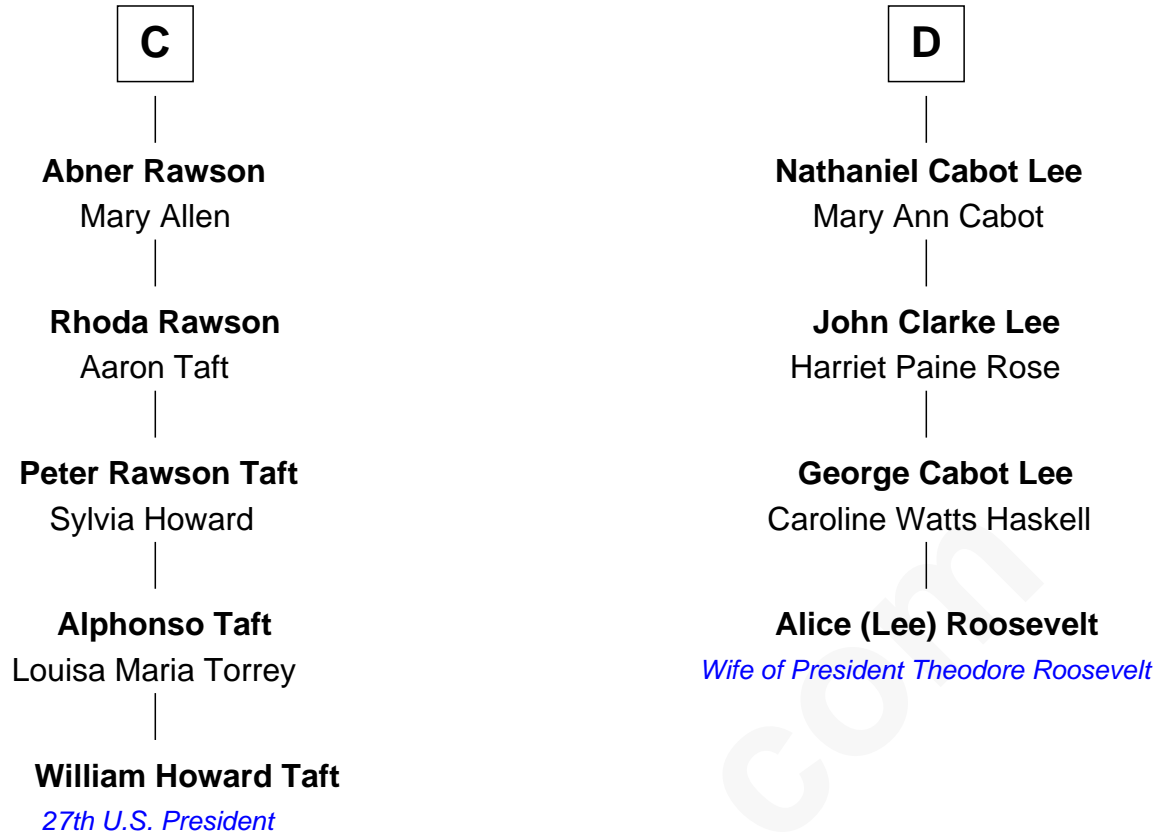 C
Abner Rawson
Mary Allen
Rhoda Rawson
Aaron Taft
Peter Rawson Taft
Sylvia Howard
Alphonso Taft
Louisa Maria Torrey
William Howard Taft
27th U.S. President
D
Nathaniel Cabot Lee
Mary Ann Cabot
John Clarke Lee
Harriet Paine Rose
George Cabot Lee
Caroline Watts Haskell
Alice (Lee) Roosevelt
Wife of President Theodore Roosevelt
com